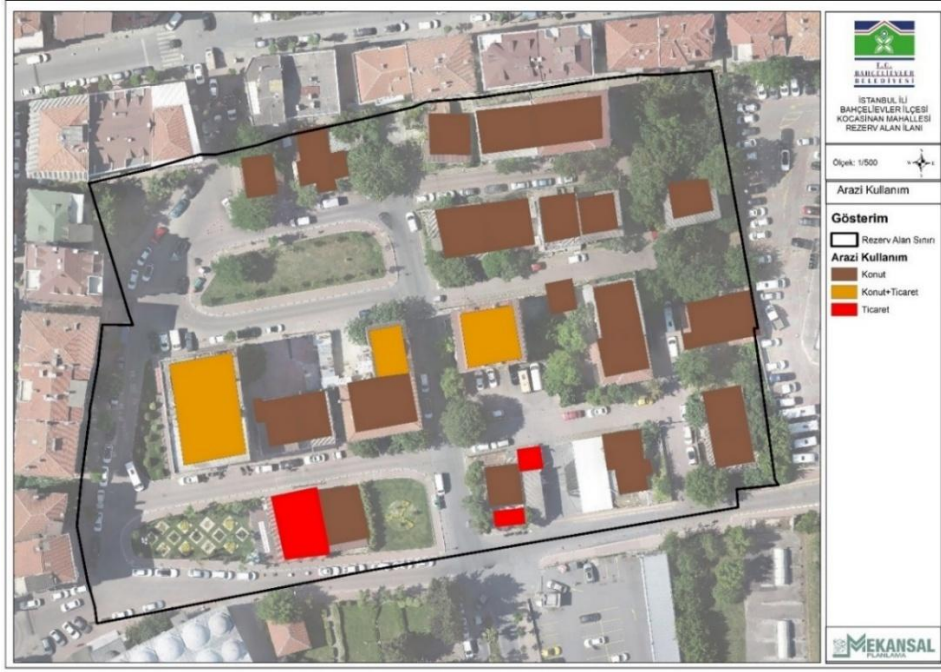 T.C.
BAHÇELİEVLER
BELEDİYESİ
İSTANBUL İLİ
BAHÇELİEVLER İLÇESİ
KOCASİNAN MAHALLESİ
REZERV ALAN İLANI
Ölçek: 1/500
Arazi Kullanım
Gösterim
Rezerv Alan Sınırı
Arazi Kullanım
Konut
Konut+Ticaret
Ticaret
MEKANSAL
PLANLAMA